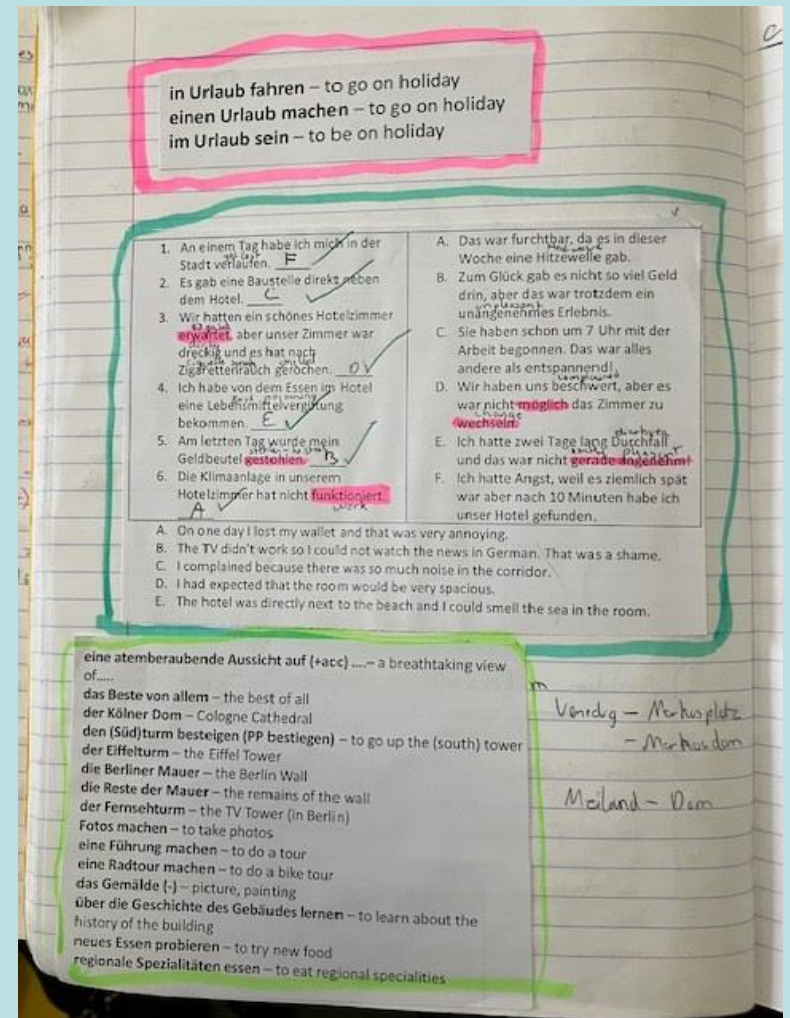 in Urlaub fahren – to go on holiday
einen Urlaub machen – to go on holiday
im Urlaub sein – to be on holiday
1. An einem Tag habe ich mich in der
Stadt verlaufen. F
2. Es gab eine Baustelle direkt neben
dem Hotel. C
3. Wir hatten ein schönes Hotelzimmer
erwartet, aber unser Zimmer war
dreckig und es hat nach
Zigarettenrauch gerochen. D
4. Ich habe von dem Essen im Hotel
eine Lebensmittelvergiftung
bekommen. E
5. Am letzten Tag wurde mein
Geldbeutel gestohlen. B
6. Die Klimaanlage in unserem
Hotelzimmer hat nicht funktioniert.
work
A
A. Das war furchtbar, da es in dieser
Woche eine Hitzewelle gab.
B. Zum Glück gab es nicht so viel Geld
drin, aber das war trotzdem ein
unpleasant
unangenehmes Erlebnis.
C. Sie haben schon um 7 Uhr mit der
Arbeit begonnen. Das war alles
andere als entspannend!
complained
D. Wir haben uns beschwert, aber es
war nicht möglich das Zimmer zu
change
wechseln.
E. Ich hatte zwei Tage lang Durchfall
pleasant
und das war nicht gerade angenehm!
F. Ich hatte Angst, weil es ziemlich spät
war aber nach 10 Minuten habe ich
unser Hotel gefunden.
A. On one day I lost my wallet and that was very annoying.
B. The TV didn't work so I could not watch the news in German. That was a shame.
C. I complained because there was so much noise in the corridor.
D. I had expected that the room would be very spacious.
E. The hotel was directly next to the beach and I could smell the sea in the room.
eine atemberaubende Aussicht auf (+acc) ....– a breathtaking view
of.....
das Beste von allem – the best of all
der Kölner Dom – Cologne Cathedral
den (Süd)turm besteigen (PP bestiegen) – to go up the (south) tower
der Eiffelturm – the Eiffel Tower
die Berliner Mauer – the Berlin Wall
die Reste der Mauer – the remains of the wall
der Fernsehturm – the TV Tower (in Berlin)
Fotos machen – to take photos
eine Führung machen – to do a tour
eine Radtour machen – to do a bike tour
das Gemälde (-) – picture, painting
über die Geschichte des Gebäudes lernen – to learn about the
history of the building
neues Essen probieren – to try new food
regionale Spezialitäten essen – to eat regional specialities
m
Venedig – Markusplatz
– Markusdom
Meiland – Dom